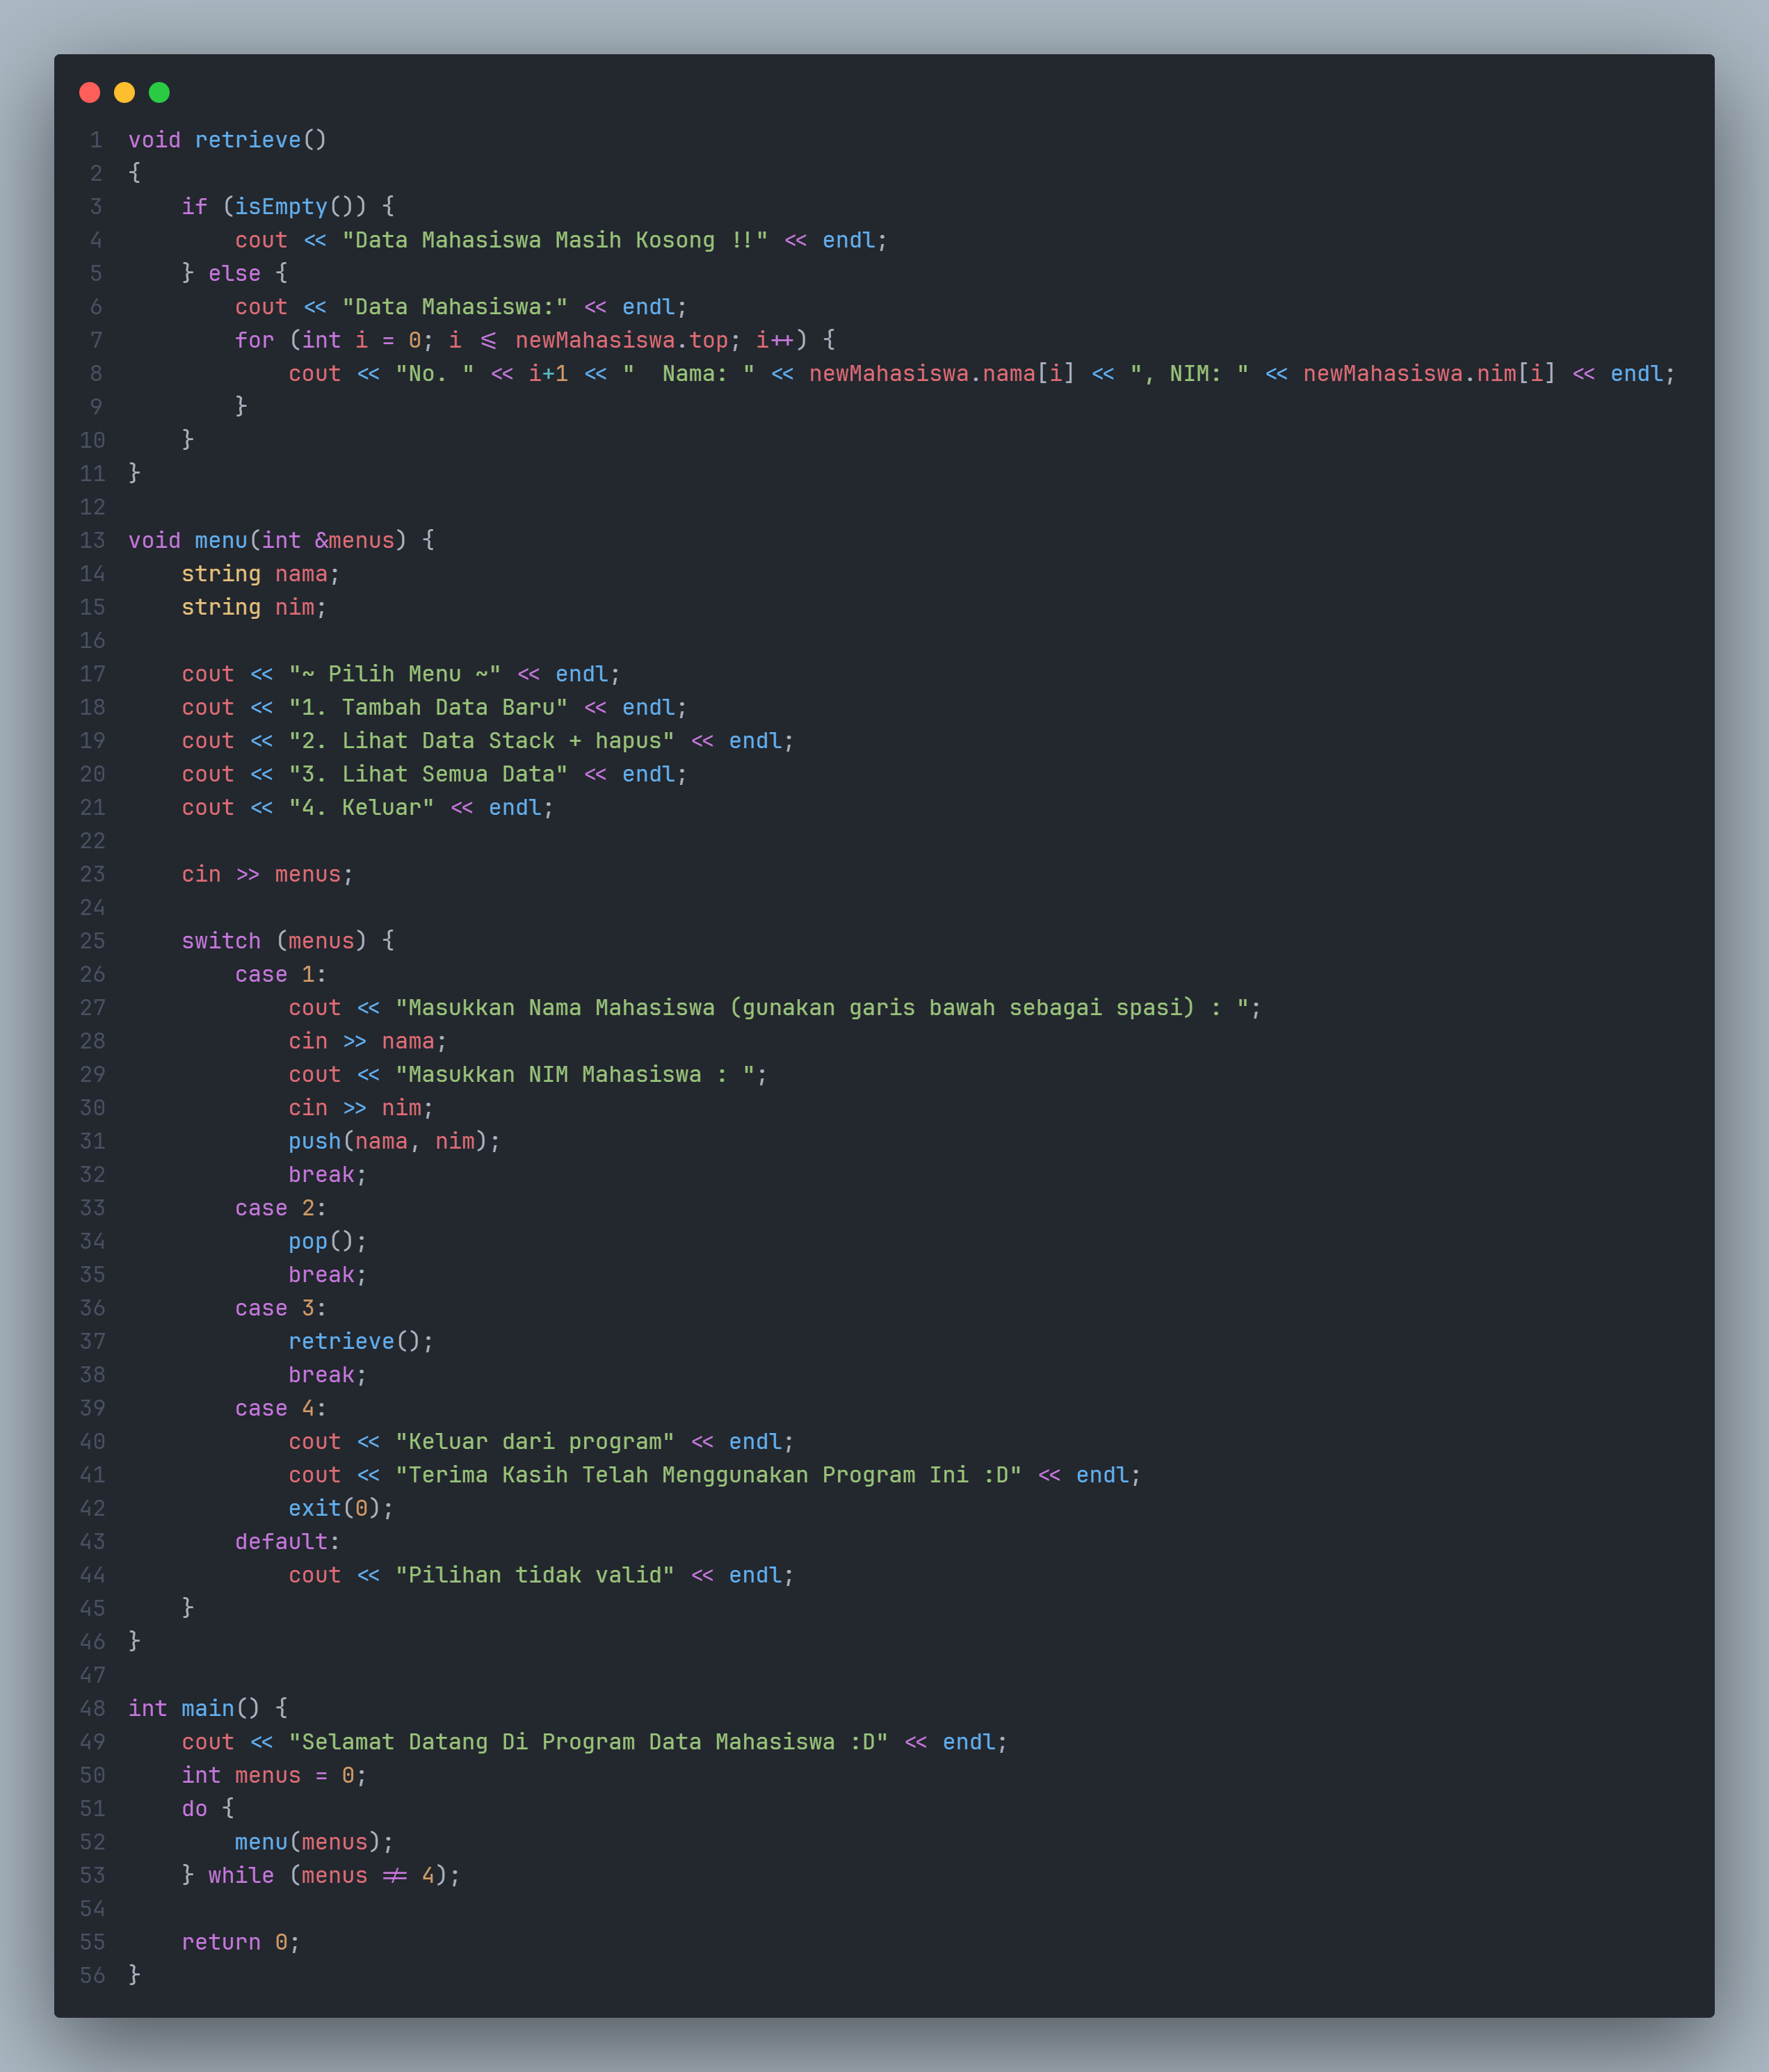 1 void retrieve()
2 {
3     if (isEmpty()) {
4         cout << "Data Mahasiswa Masih Kosong !!" << endl;
5     } else {
6         cout << "Data Mahasiswa:" << endl;
7         for (int i = 0; i <= newMahasiswa.top; i++) {
8             cout << "No. " << i+1 << "  Nama: " << newMahasiswa.nama[i] << ", NIM: " << newMahasiswa.nim[i] << endl;
9         }
10     }
11 }
12
13 void menu(int &menus) {
14     string nama;
15     string nim;
16
17     cout << "~ Pilih Menu ~" << endl;
18     cout << "1. Tambah Data Baru" << endl;
19     cout << "2. Lihat Data Stack + hapus" << endl;
20     cout << "3. Lihat Semua Data" << endl;
21     cout << "4. Keluar" << endl;
22
23     cin >> menus;
24
25     switch (menus) {
26         case 1:
27             cout << "Masukkan Nama Mahasiswa (gunakan garis bawah sebagai spasi) : ";
28             cin >> nama;
29             cout << "Masukkan NIM Mahasiswa : ";
30             cin >> nim;
31             push(nama, nim);
32             break;
33         case 2:
34             pop();
35             break;
36         case 3:
37             retrieve();
38             break;
39         case 4:
40             cout << "Keluar dari program" << endl;
41             cout << "Terima Kasih Telah Menggunakan Program Ini :D" << endl;
42             exit(0);
43         default:
44             cout << "Pilihan tidak valid" << endl;
45     }
46 }
47
48 int main() {
49     cout << "Selamat Datang Di Program Data Mahasiswa :D" << endl;
50     int menus = 0;
51     do {
52         menu(menus);
53     } while (menus != 4);
54
55     return 0;
56 }